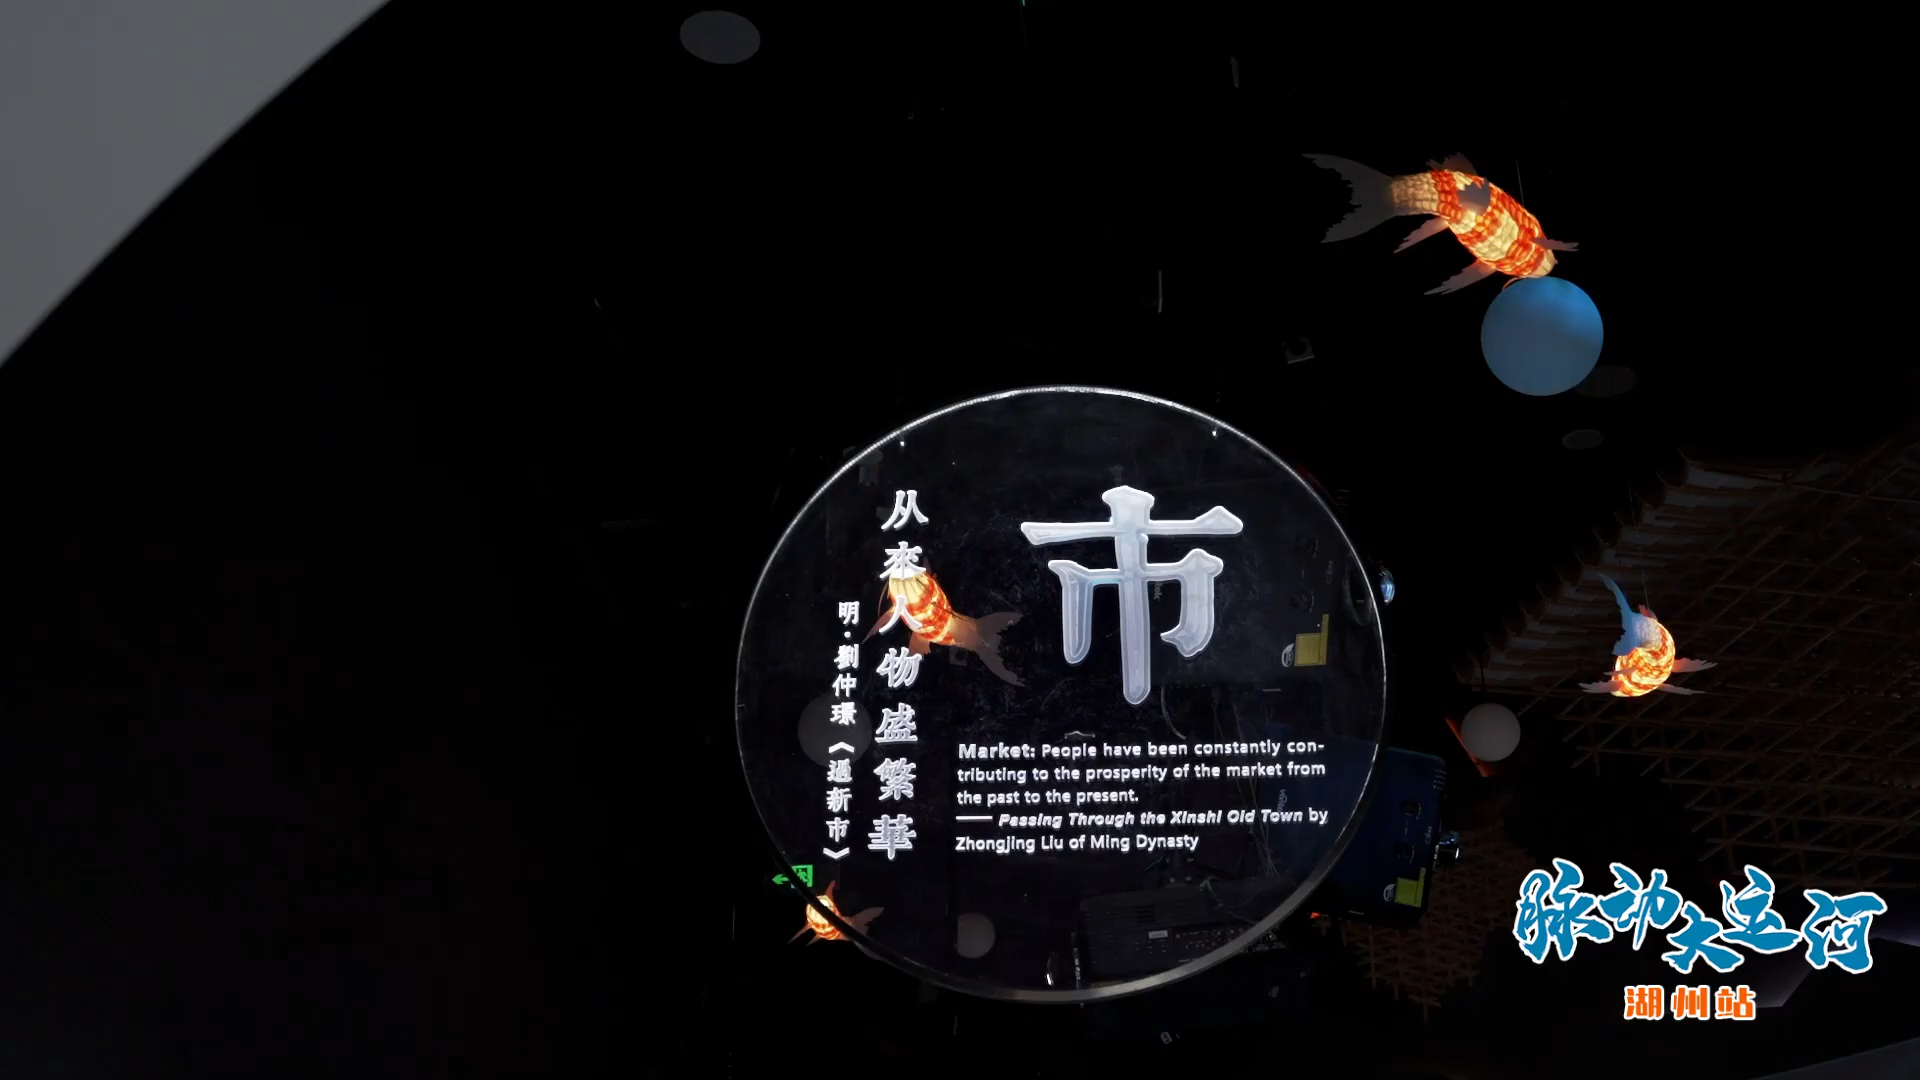 市
从來人物盛繁華
明·劉仲璟《過新市》
Market: People have been constantly con-
tributing to the prosperity of the market from
the past to the present.
—— Passing Through the Xinshi Old Town by
Zhongjing Liu of Ming Dynasty
脉动大运河
湖州站